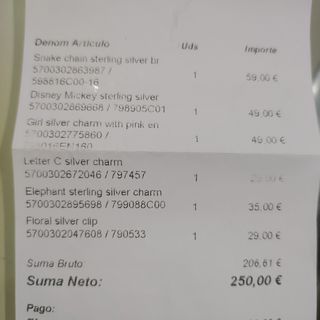 Denom Artículo Uds Importe
Snake chain sterling silver br
5700302863987 / 1 59,00 €
598816C00-16
Disney Mickey sterling silver
5700302869668 / 798905C01 1 49,00 €
Girl silver charm with pink en
5700302775860 / 1 49,00 €
Letter C silver charm
5700302672046 / 797457 1
Elephant sterling silver charm
5700302895698 / 799088C00 1 35,00 €
Floral silver clip
5700302047608 / 790533 1 29,00 €
Suma Bruto: 206,61 €
Suma Neto: 250,00 €
Pago: